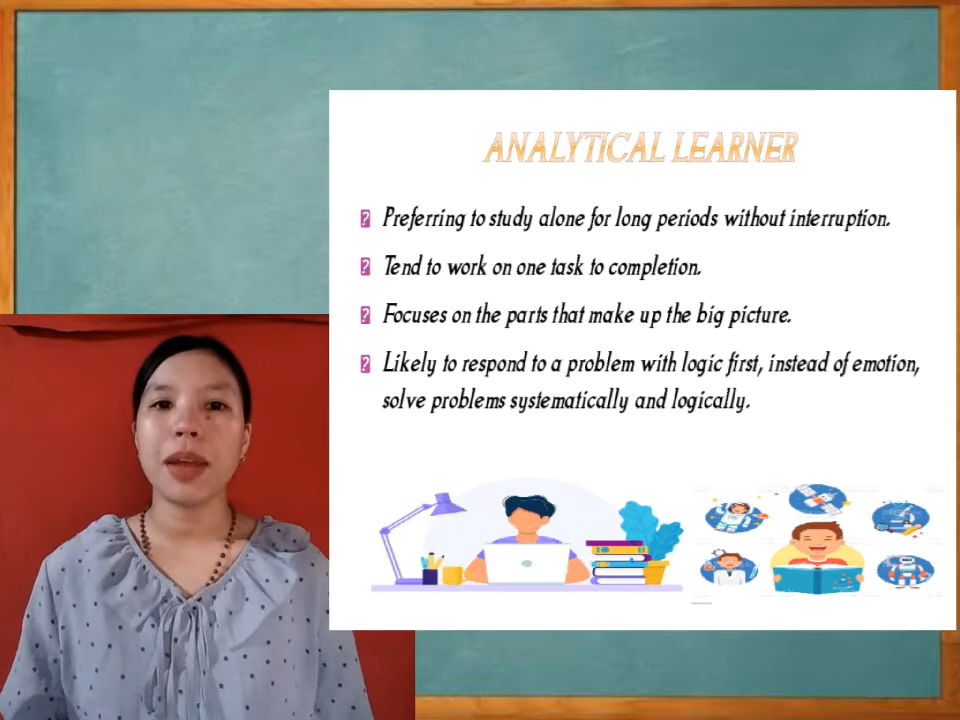 ANALYTICAL LEARNER
Preferring to study alone for long periods without interruption.
Tend to work on one task to completion.
Focuses on the parts that make up the big picture.
Likely to respond to a problem with logic first, instead of emotion,
solve problems systematically and logically.